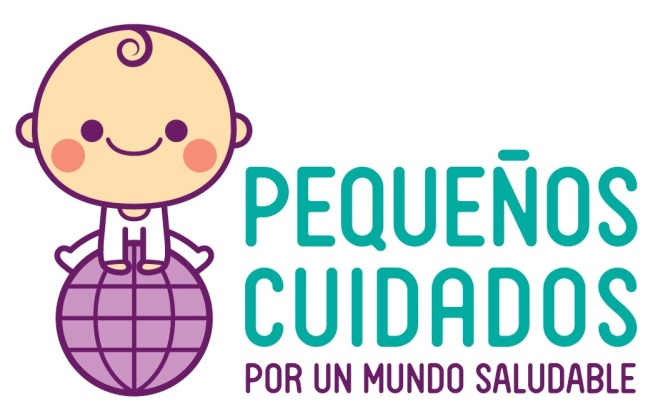 PEQUEÑOS
CUIDADOS
POR UN MUNDO SALUDABLE